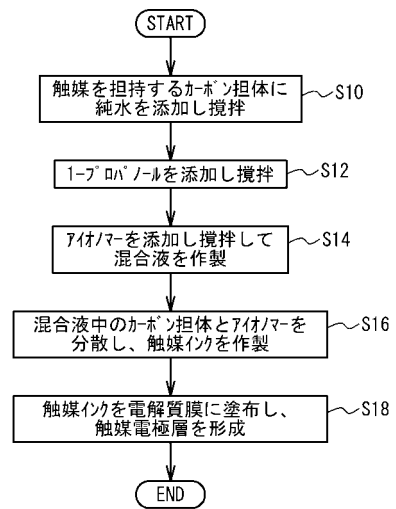 START
触媒を担持するｶｰﾎﾞﾝ担体に
純水を添加し攪拌
S10
1ｰﾌﾟﾛﾊﾟﾉｰﾙを添加し攪拌
S12
ｱｲｵﾉﾏｰを添加し攪拌して
混合液を作製
S14
混合液中のｶｰﾎﾞﾝ担体とｱｲｵﾉﾏｰを
分散し、触媒ｲﾝｸを作製
S16
触媒ｲﾝｸを電解質膜に塗布し、
触媒電極層を形成
S18
END